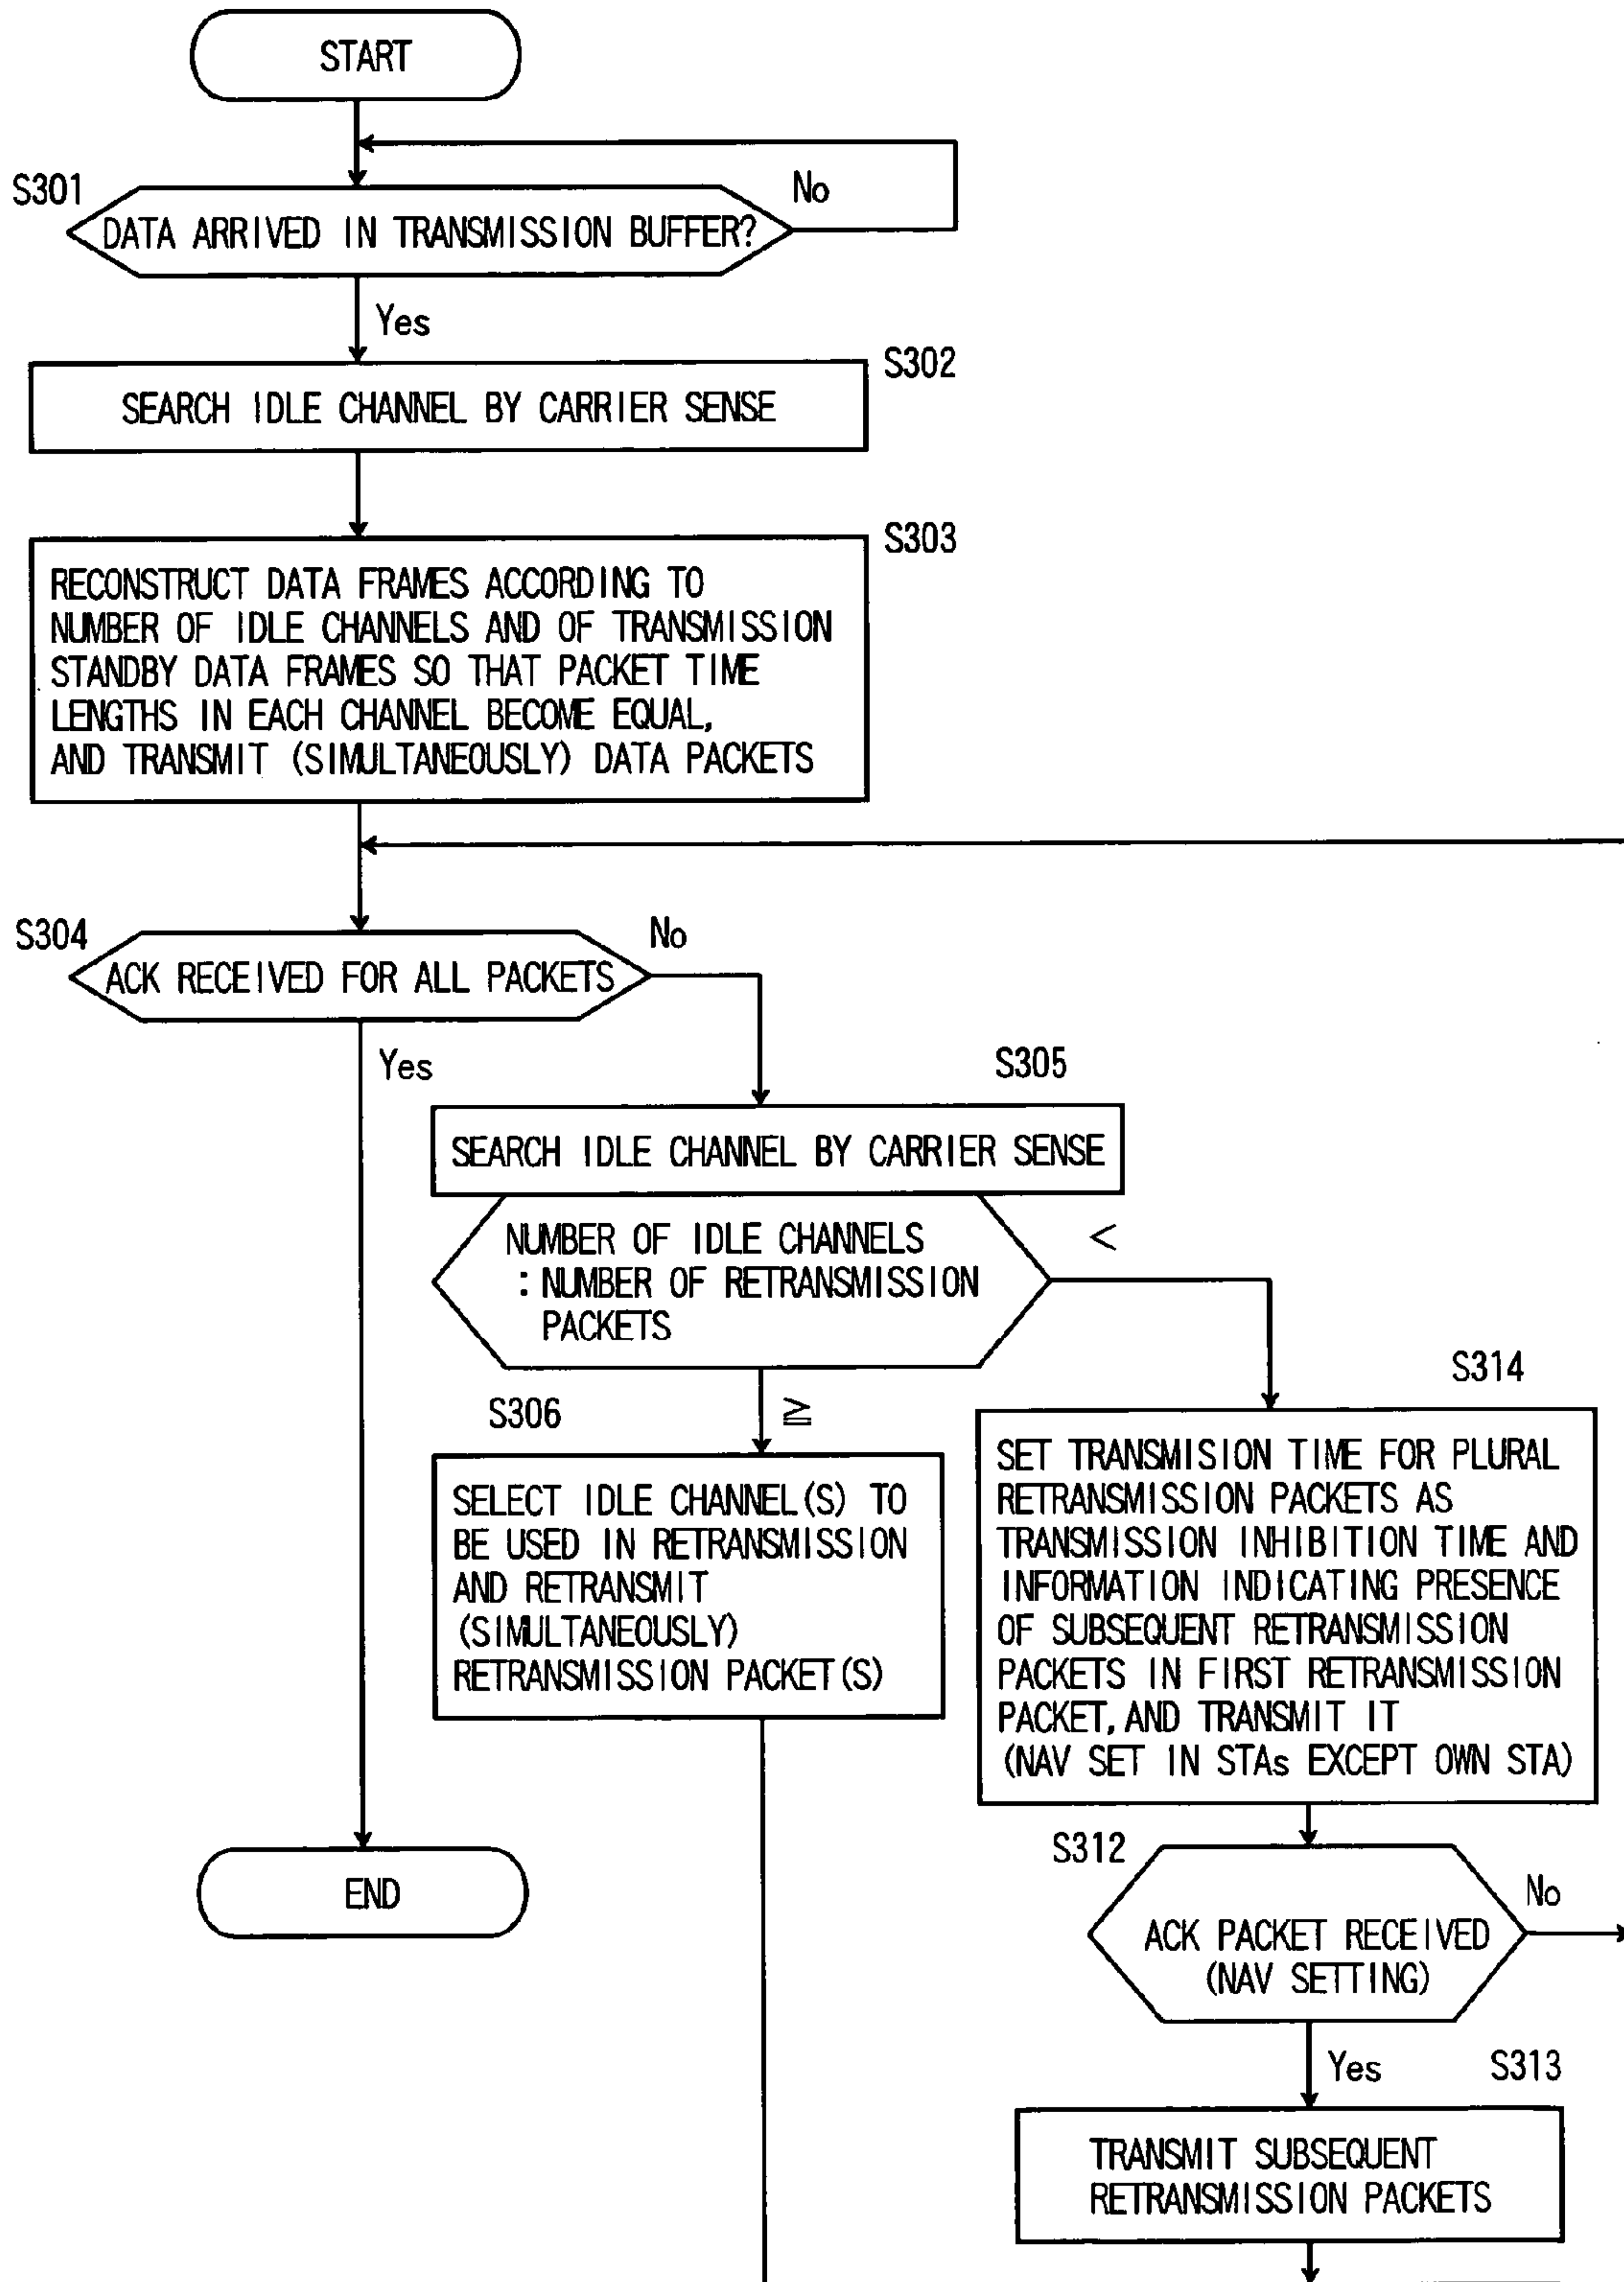 START
S301
No
DATA ARRIVED IN TRANSMISSION BUFFER?
Yes
S302
SEARCH IDLE CHANNEL BY CARRIER SENSE
S303
RECONSTRUCT DATA FRAMES ACCORDING TO
NUMBER OF IDLE CHANNELS AND OF TRANSMISSION
STANDBY DATA FRAMES SO THAT PACKET TIME
LENGTHS IN EACH CHANNEL BECOME EQUAL,
AND TRANSMIT (SIMULTANEOUSLY) DATA PACKETS
S304
No
ACK RECEIVED FOR ALL PACKETS
Yes
S305
SEARCH IDLE CHANNEL BY CARRIER SENSE
NUMBER OF IDLE CHANNELS
: NUMBER OF RETRANSMISSION
PACKETS
<
≧
S306
SELECT IDLE CHANNEL(S) TO
BE USED IN RETRANSMISSION
AND RETRANSMIT
(SIMULTANEOUSLY)
RETRANSMISSION PACKET(S)
S314
SET TRANSMISION TIME FOR PLURAL
RETRANSMISSION PACKETS AS
TRANSMISSION INHIBITION TIME AND
INFORMATION INDICATING PRESENCE
OF SUBSEQUENT RETRANSMISSION
PACKETS IN FIRST RETRANSMISSION
PACKET, AND TRANSMIT IT
(NAV SET IN STAs EXCEPT OWN STA)
END
S312
No
ACK PACKET RECEIVED
(NAV SETTING)
Yes
S313
TRANSMIT SUBSEQUENT
RETRANSMISSION PACKETS